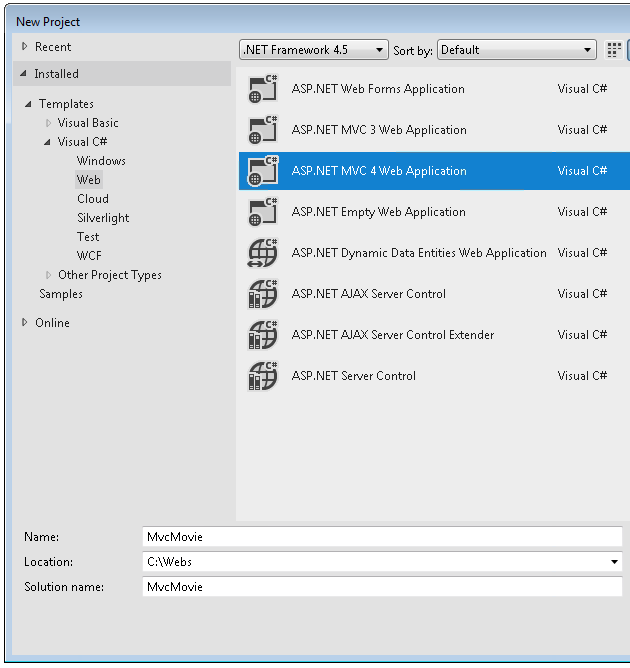 New Project
Recent
.NET Framework 4.5
Sort by:
Default
Installed
Templates
Visual Basic
Visual C#
Windows
Web
Cloud
Silverlight
Test
WCF
Other Project Types
Samples
Online
C# ASP.NET Web Forms Application Visual C#
C# ASP.NET MVC 3 Web Application Visual C#
C# ASP.NET MVC 4 Web Application Visual C#
C# ASP.NET Empty Web Application Visual C#
C# ASP.NET Dynamic Data Entities Web Application Visual C#
C# ASP.NET AJAX Server Control Visual C#
C# ASP.NET AJAX Server Control Extender Visual C#
C# ASP.NET Server Control Visual C#
Name: MvcMovie
Location: C:\Webs
Solution name: MvcMovie